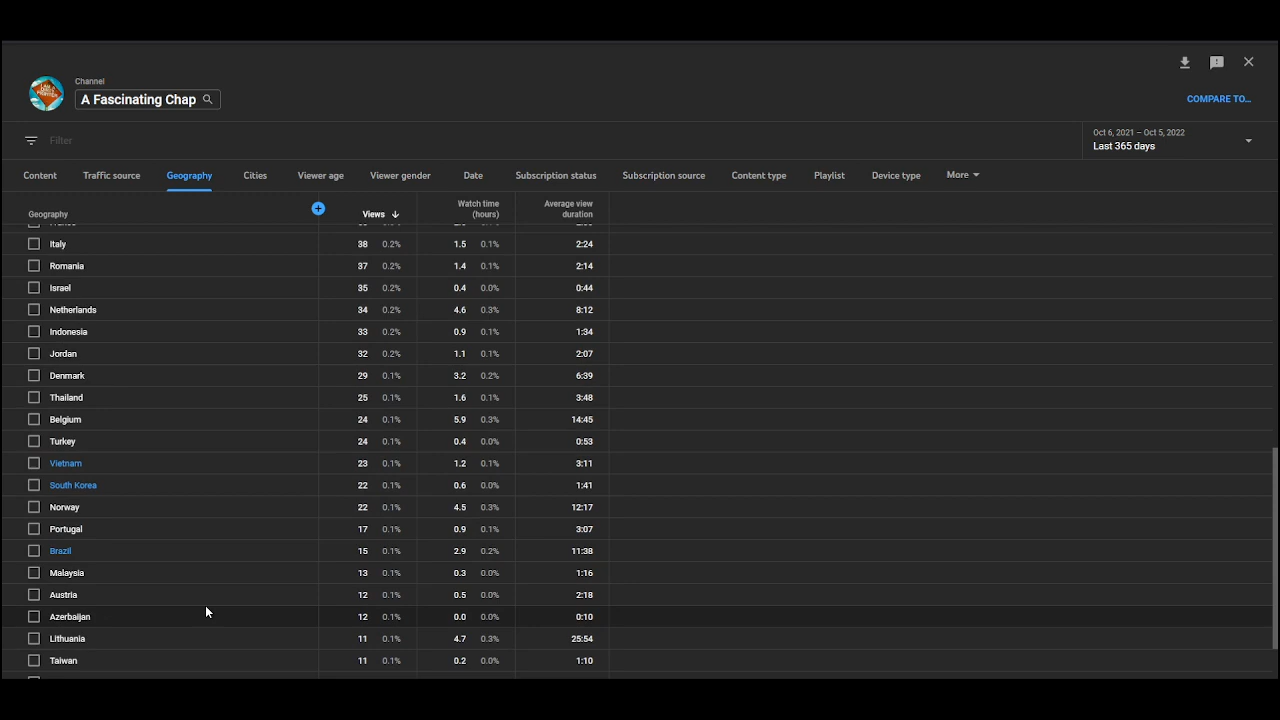 Channel
A Fascinating Chap
COMPARE TO...
Filter
Oct 6, 2021 – Oct 5, 2022
Last 365 days
Content Traffic source Geography Cities Viewer age Viewer gender Date Subscription status Subscription source Content type Playlist Device type More
Geography Views Watch time (hours) Average view duration
Italy 38 0.2% 1.5 0.1% 2:24
Romania 37 0.2% 1.4 0.1% 2:14
Israel 35 0.2% 0.4 0.0% 0:44
Netherlands 34 0.2% 4.6 0.3% 8:12
Indonesia 33 0.2% 0.9 0.1% 1:34
Jordan 32 0.2% 1.1 0.1% 2:07
Denmark 29 0.1% 3.2 0.2% 6:39
Thailand 25 0.1% 1.6 0.1% 3:48
Belgium 24 0.1% 5.9 0.3% 14:45
Turkey 24 0.1% 0.4 0.0% 0:53
Vietnam 23 0.1% 1.2 0.1% 3:11
South Korea 22 0.1% 0.6 0.0% 1:41
Norway 22 0.1% 4.5 0.3% 12:17
Portugal 17 0.1% 0.9 0.1% 3:07
Brazil 15 0.1% 2.9 0.2% 11:38
Malaysia 13 0.1% 0.3 0.0% 1:16
Austria 12 0.1% 0.5 0.0% 2:18
Azerbaijan 12 0.1% 0.0 0.0% 0:10
Lithuania 11 0.1% 4.7 0.3% 25:54
Taiwan 11 0.1% 0.2 0.0% 1:10